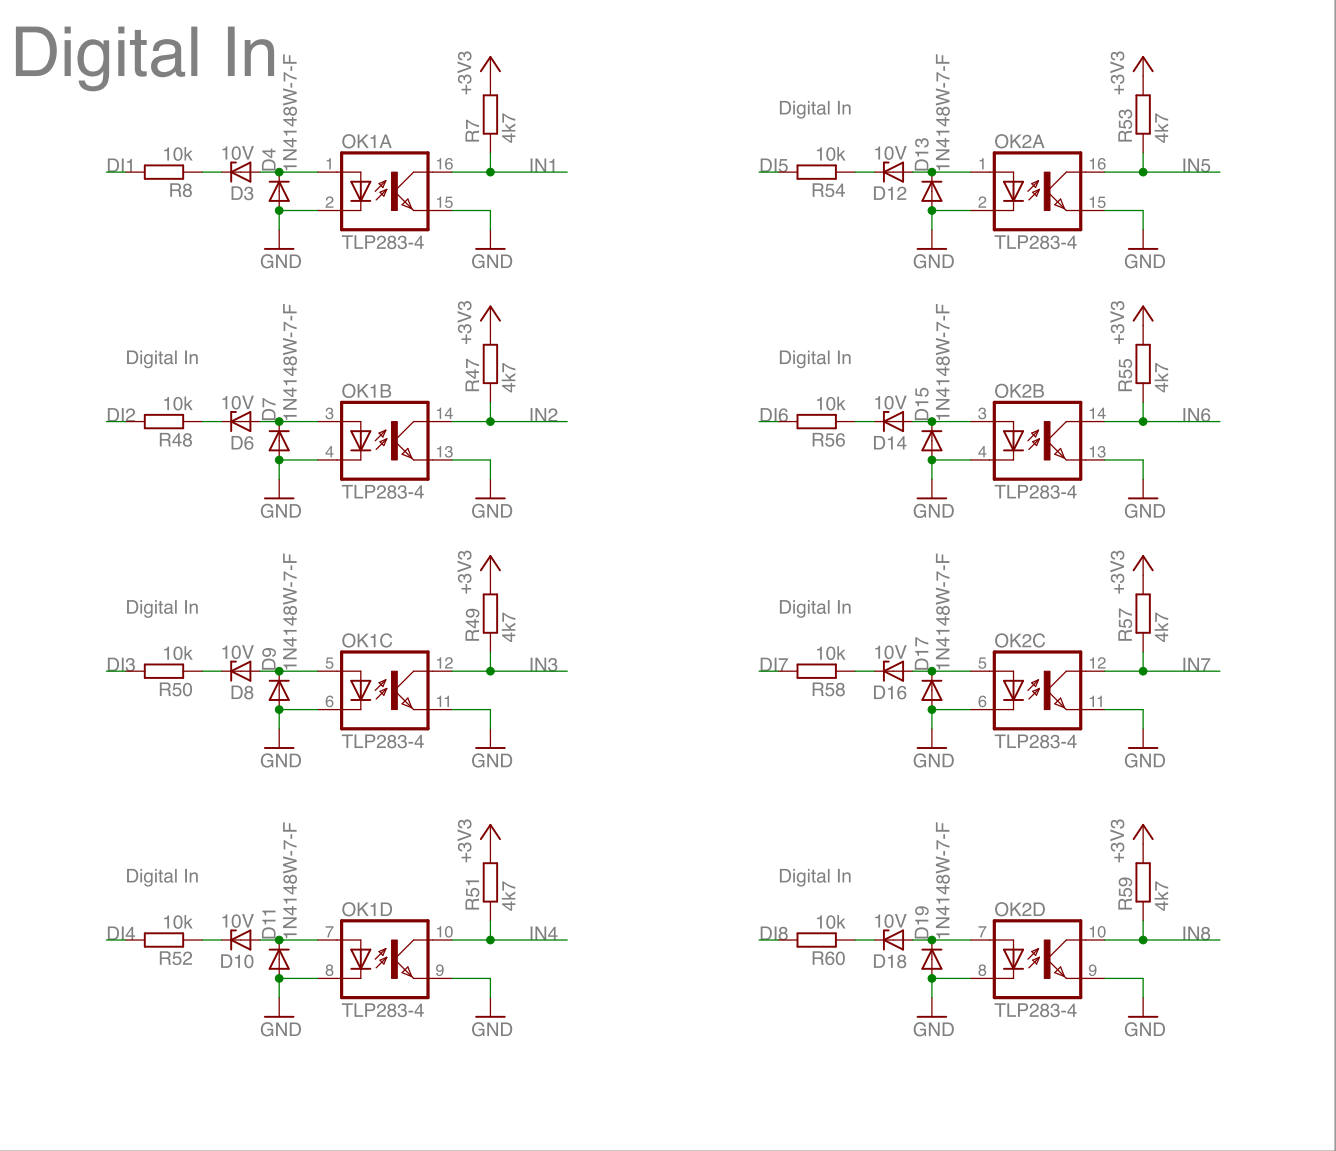 Digital In
DI1
10k
R8
10V
D3
D4
1N4148W-7-F
OK1A
1
2
16
15
TLP283-4
GND
+3V3
R7
4k7
IN1
GND
Digital In
DI5
10k
R54
10V
D12
D13
1N4148W-7-F
OK2A
1
2
16
15
TLP283-4
GND
+3V3
R53
4k7
IN5
GND
Digital In
DI2
10k
R48
10V
D6
D7
1N4148W-7-F
OK1B
3
4
14
13
TLP283-4
GND
+3V3
R47
4k7
IN2
GND
Digital In
DI6
10k
R56
10V
D14
D15
1N4148W-7-F
OK2B
3
4
14
13
TLP283-4
GND
+3V3
R55
4k7
IN6
GND
Digital In
DI3
10k
R50
10V
D8
D9
1N4148W-7-F
OK1C
5
6
12
11
TLP283-4
GND
+3V3
R49
4k7
IN3
GND
Digital In
DI7
10k
R58
10V
D16
D17
1N4148W-7-F
OK2C
5
6
12
11
TLP283-4
GND
+3V3
R57
4k7
IN7
GND
Digital In
DI4
10k
R52
10V
D10
D11
1N4148W-7-F
OK1D
7
8
10
9
TLP283-4
GND
+3V3
R51
4k7
IN4
GND
Digital In
DI8
10k
R60
10V
D18
D19
1N4148W-7-F
OK2D
7
8
10
9
TLP283-4
GND
+3V3
R59
4k7
IN8
GND